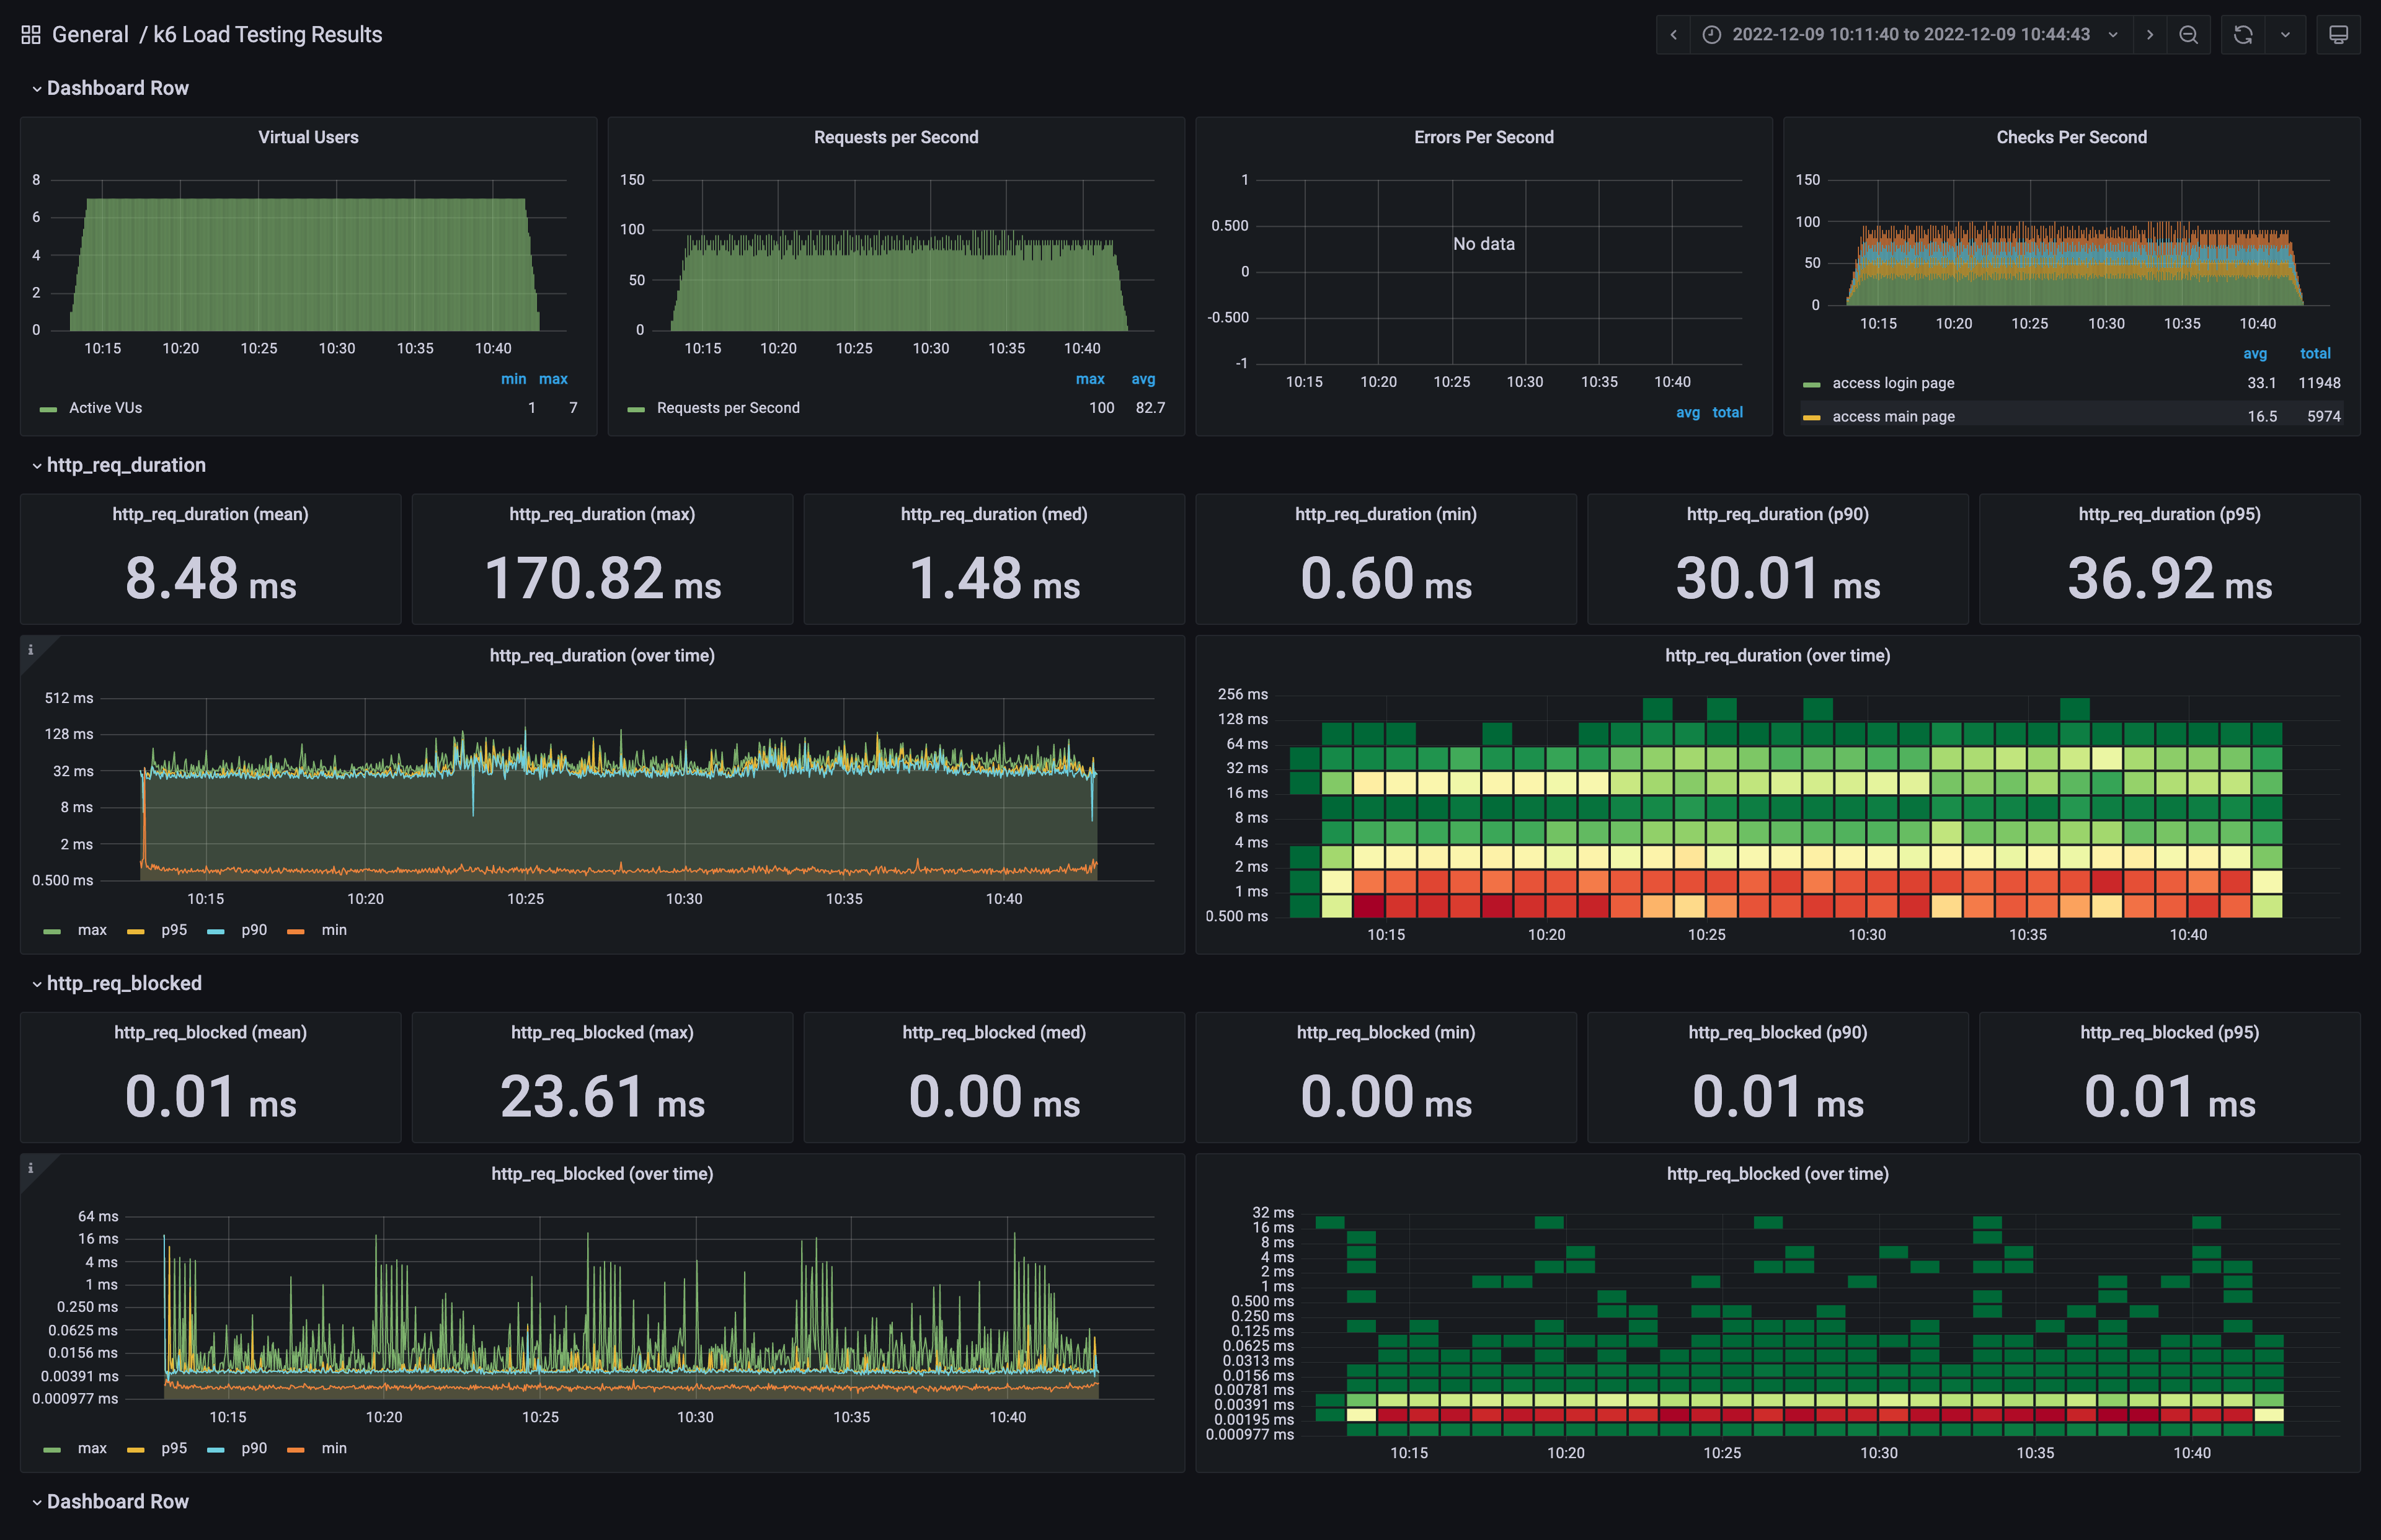 General / k6 Load Testing Results
2022-12-09 10:11:40 to 2022-12-09 10:44:43
Dashboard Row
Virtual Users
8
6
4
2
0
10:15 10:20 10:25 10:30 10:35 10:40
min max
Active VUs 1 7
Requests per Second
150
100
50
0
10:15 10:20 10:25 10:30 10:35 10:40
max avg
Requests per Second 100 82.7
Errors Per Second
1
0.500
0
-0.500
-1
No data
10:15 10:20 10:25 10:30 10:35 10:40
avg total
Checks Per Second
150
100
50
0
10:15 10:20 10:25 10:30 10:35 10:40
avg total
access login page 33.1 11948
access main page 16.5 5974
http_req_duration
http_req_duration (mean)
8.48 ms
http_req_duration (max)
170.82 ms
http_req_duration (med)
1.48 ms
http_req_duration (min)
0.60 ms
http_req_duration (p90)
30.01 ms
http_req_duration (p95)
36.92 ms
i
http_req_duration (over time)
512 ms
128 ms
32 ms
8 ms
2 ms
0.500 ms
10:15 10:20 10:25 10:30 10:35 10:40
max p95 p90 min
http_req_duration (over time)
256 ms
128 ms
64 ms
32 ms
16 ms
8 ms
4 ms
2 ms
1 ms
0.500 ms
10:15 10:20 10:25 10:30 10:35 10:40
http_req_blocked
http_req_blocked (mean)
0.01 ms
http_req_blocked (max)
23.61 ms
http_req_blocked (med)
0.00 ms
http_req_blocked (min)
0.00 ms
http_req_blocked (p90)
0.01 ms
http_req_blocked (p95)
0.01 ms
i
http_req_blocked (over time)
64 ms
16 ms
4 ms
1 ms
0.250 ms
0.0625 ms
0.0156 ms
0.00391 ms
0.000977 ms
10:15 10:20 10:25 10:30 10:35 10:40
max p95 p90 min
http_req_blocked (over time)
32 ms
16 ms
8 ms
4 ms
2 ms
1 ms
0.500 ms
0.250 ms
0.125 ms
0.0625 ms
0.0313 ms
0.0156 ms
0.00781 ms
0.00391 ms
0.00195 ms
0.000977 ms
10:15 10:20 10:25 10:30 10:35 10:40
Dashboard Row